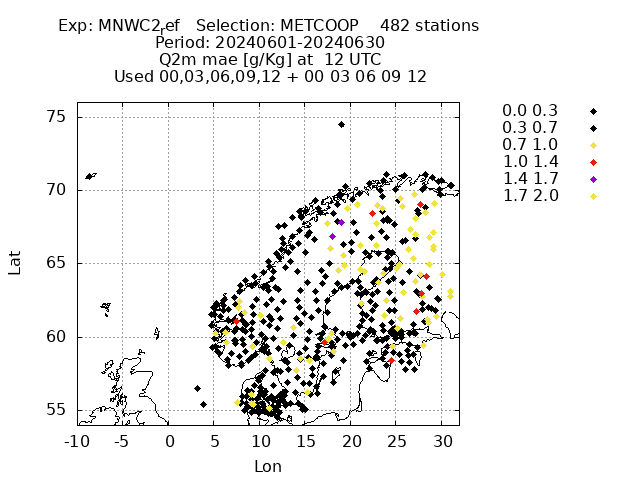 Exp: MNWC2_ref   Selection: METCOOP    482 stations
Period: 20240601-20240630
Q2m mae [g/Kg] at  12 UTC
Used 00,03,06,09,12 + 00 03 06 09 12
0.0 0.3
0.3 0.7
0.7 1.0
1.0 1.4
1.4 1.7
1.7 2.0
75
70
65
60
55
Lat
-10 -5 0 5 10 15 20 25 30
Lon